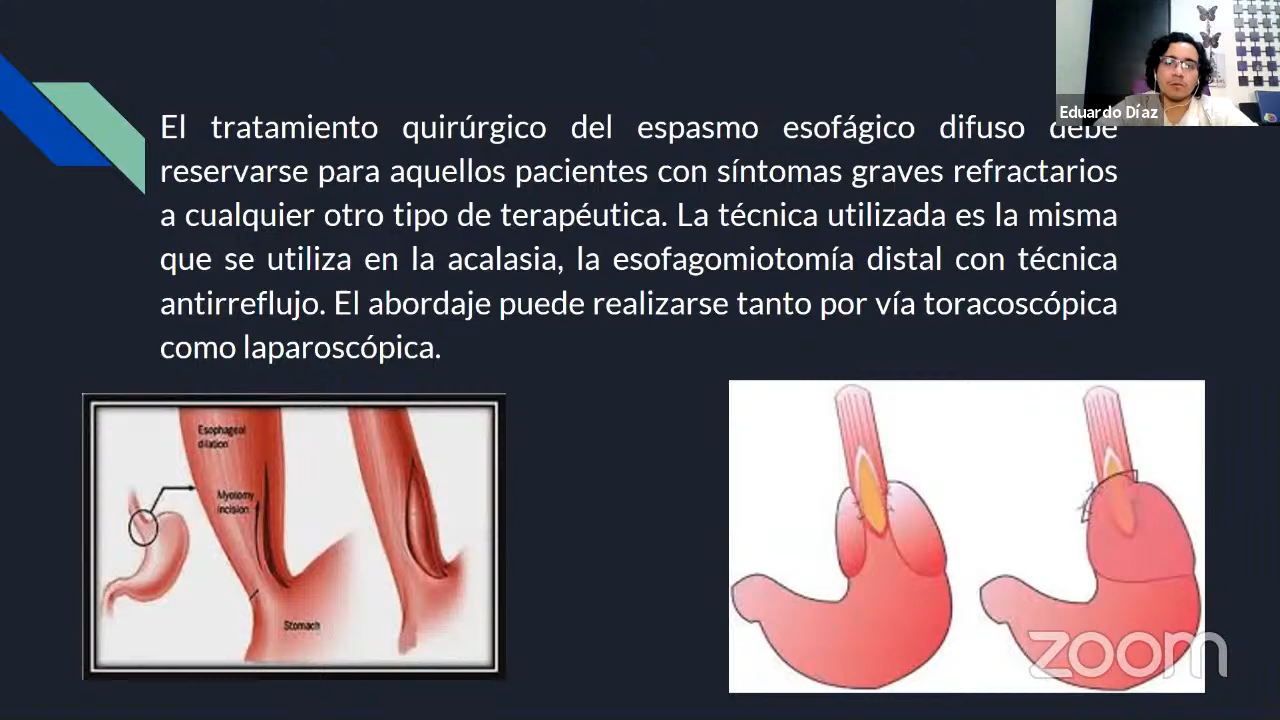 Eduardo Díaz
El tratamiento quirúrgico del espasmo esofágico difuso debe
reservarse para aquellos pacientes con síntomas graves refractarios
a cualquier otro tipo de terapéutica. La técnica utilizada es la misma
que se utiliza en la acalasia, la esofagomiotomía distal con técnica
antirreflujo. El abordaje puede realizarse tanto por vía toracoscópica
como laparoscópica.
Esophageal
dilation
Myotomy
incision
Stomach
zoom